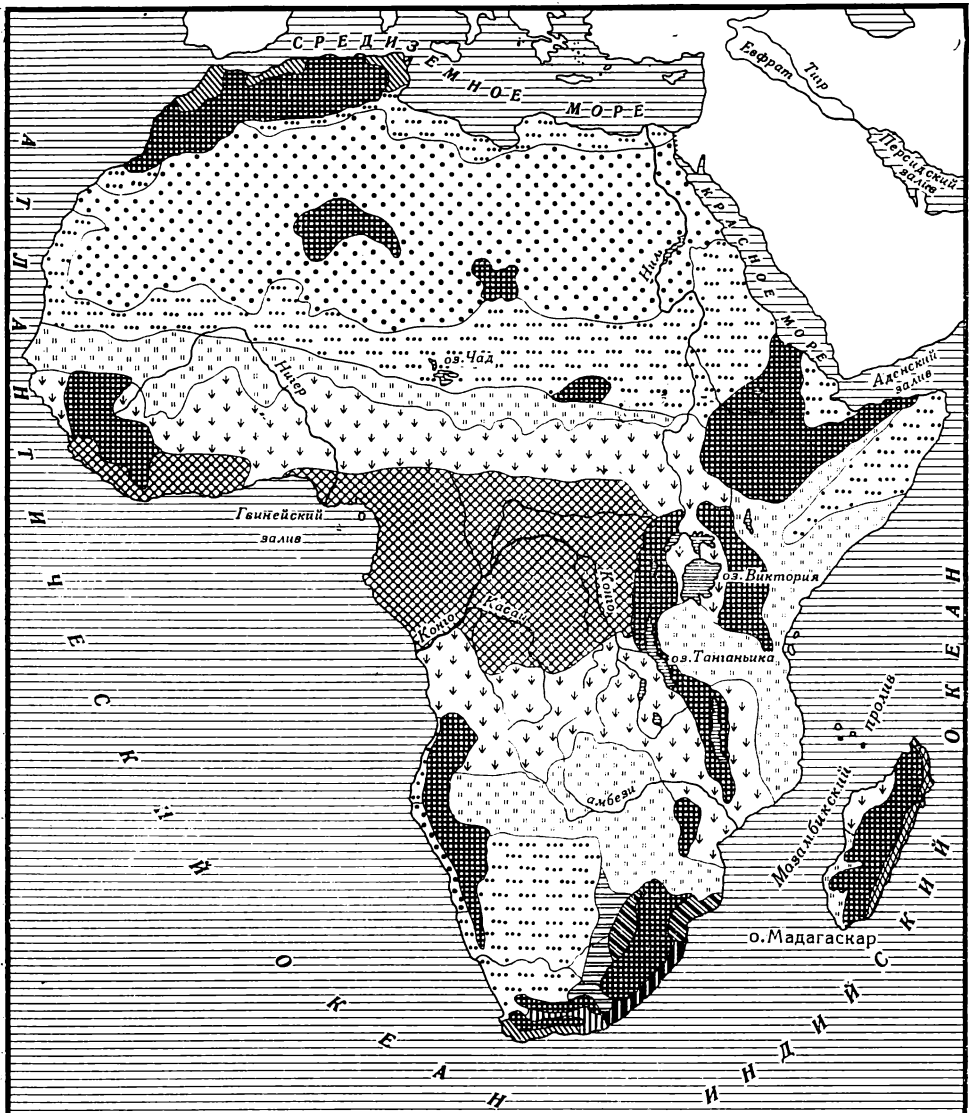 СРЕДИЗЕМНОЕ МОРЕ
Евфрат
Тигр
Персидский
залив
КРАСНОЕ МОРЕ
Нил
Аденский
залив
оз. Чад
Нигер
Гвинейский
залив
Конго
Касаи
Конго
оз. Виктория
оз. Танганьика
амбези
Мозамбикский пролив
о. Мадагаскар
АТЛАНТИЧЕСКИЙ ОКЕАН
ИНДИЙСКИЙ ОКЕАН